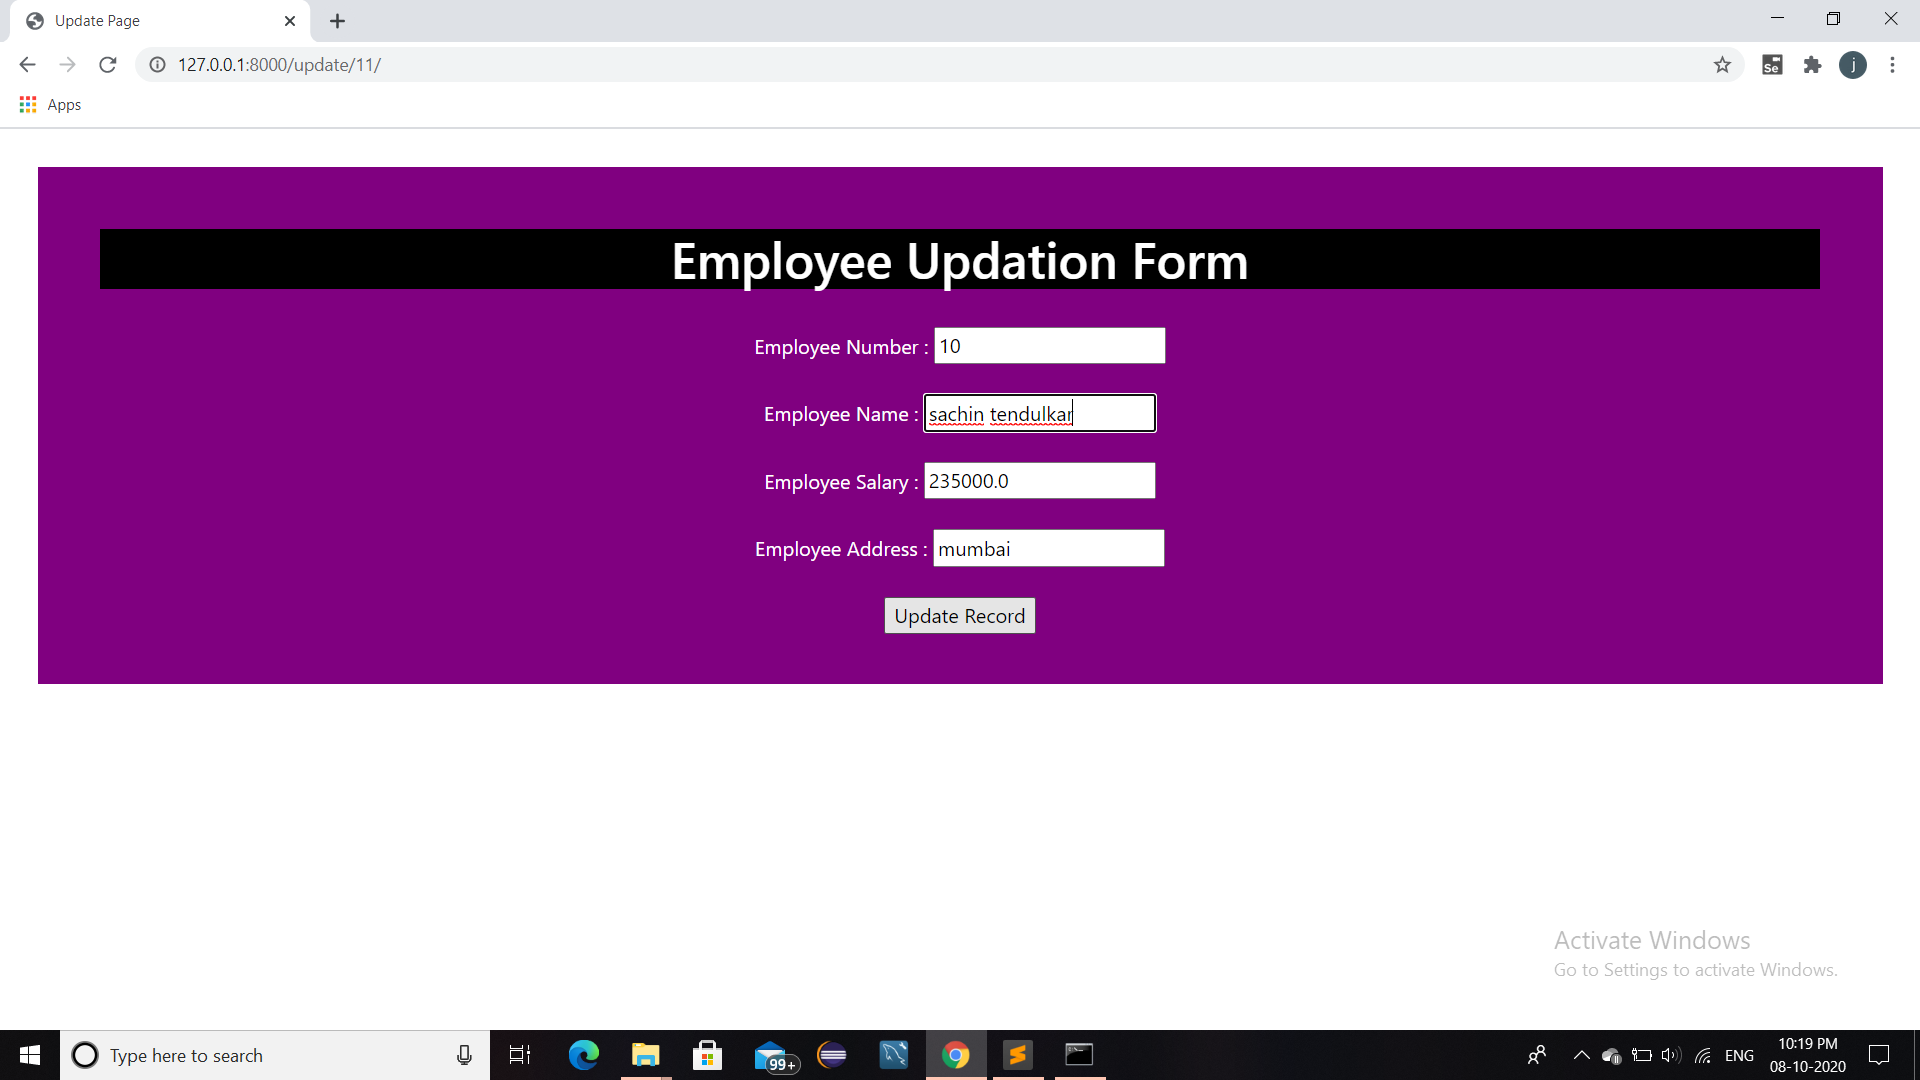 Update Page
127.0.0.1:8000/update/11/
Se
j
Apps
Employee Updation Form
Employee Number : 10
Employee Name : sachin tendulkar
Employee Salary : 235000.0
Employee Address : mumbai
Update Record
Activate Windows
Go to Settings to activate Windows.
Type here to search
99+
ENG
10:19 PM
08-10-2020